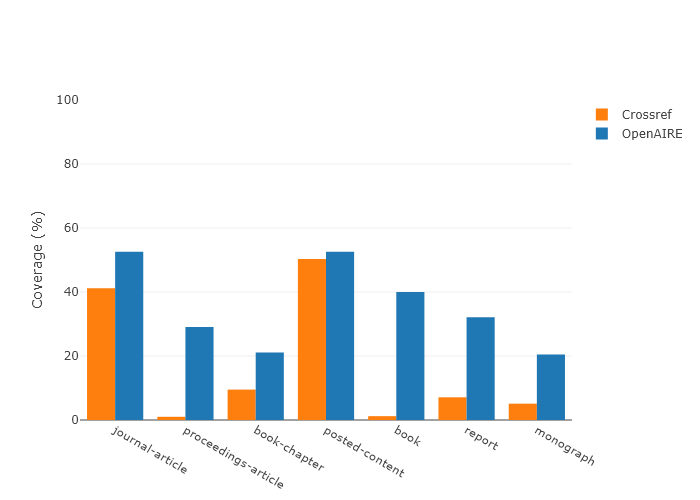 100
80
60
40
20
0
Coverage (%)
journal-article
proceedings-article
book-chapter
posted-content
book
report
monograph
Crossref
OpenAIRE